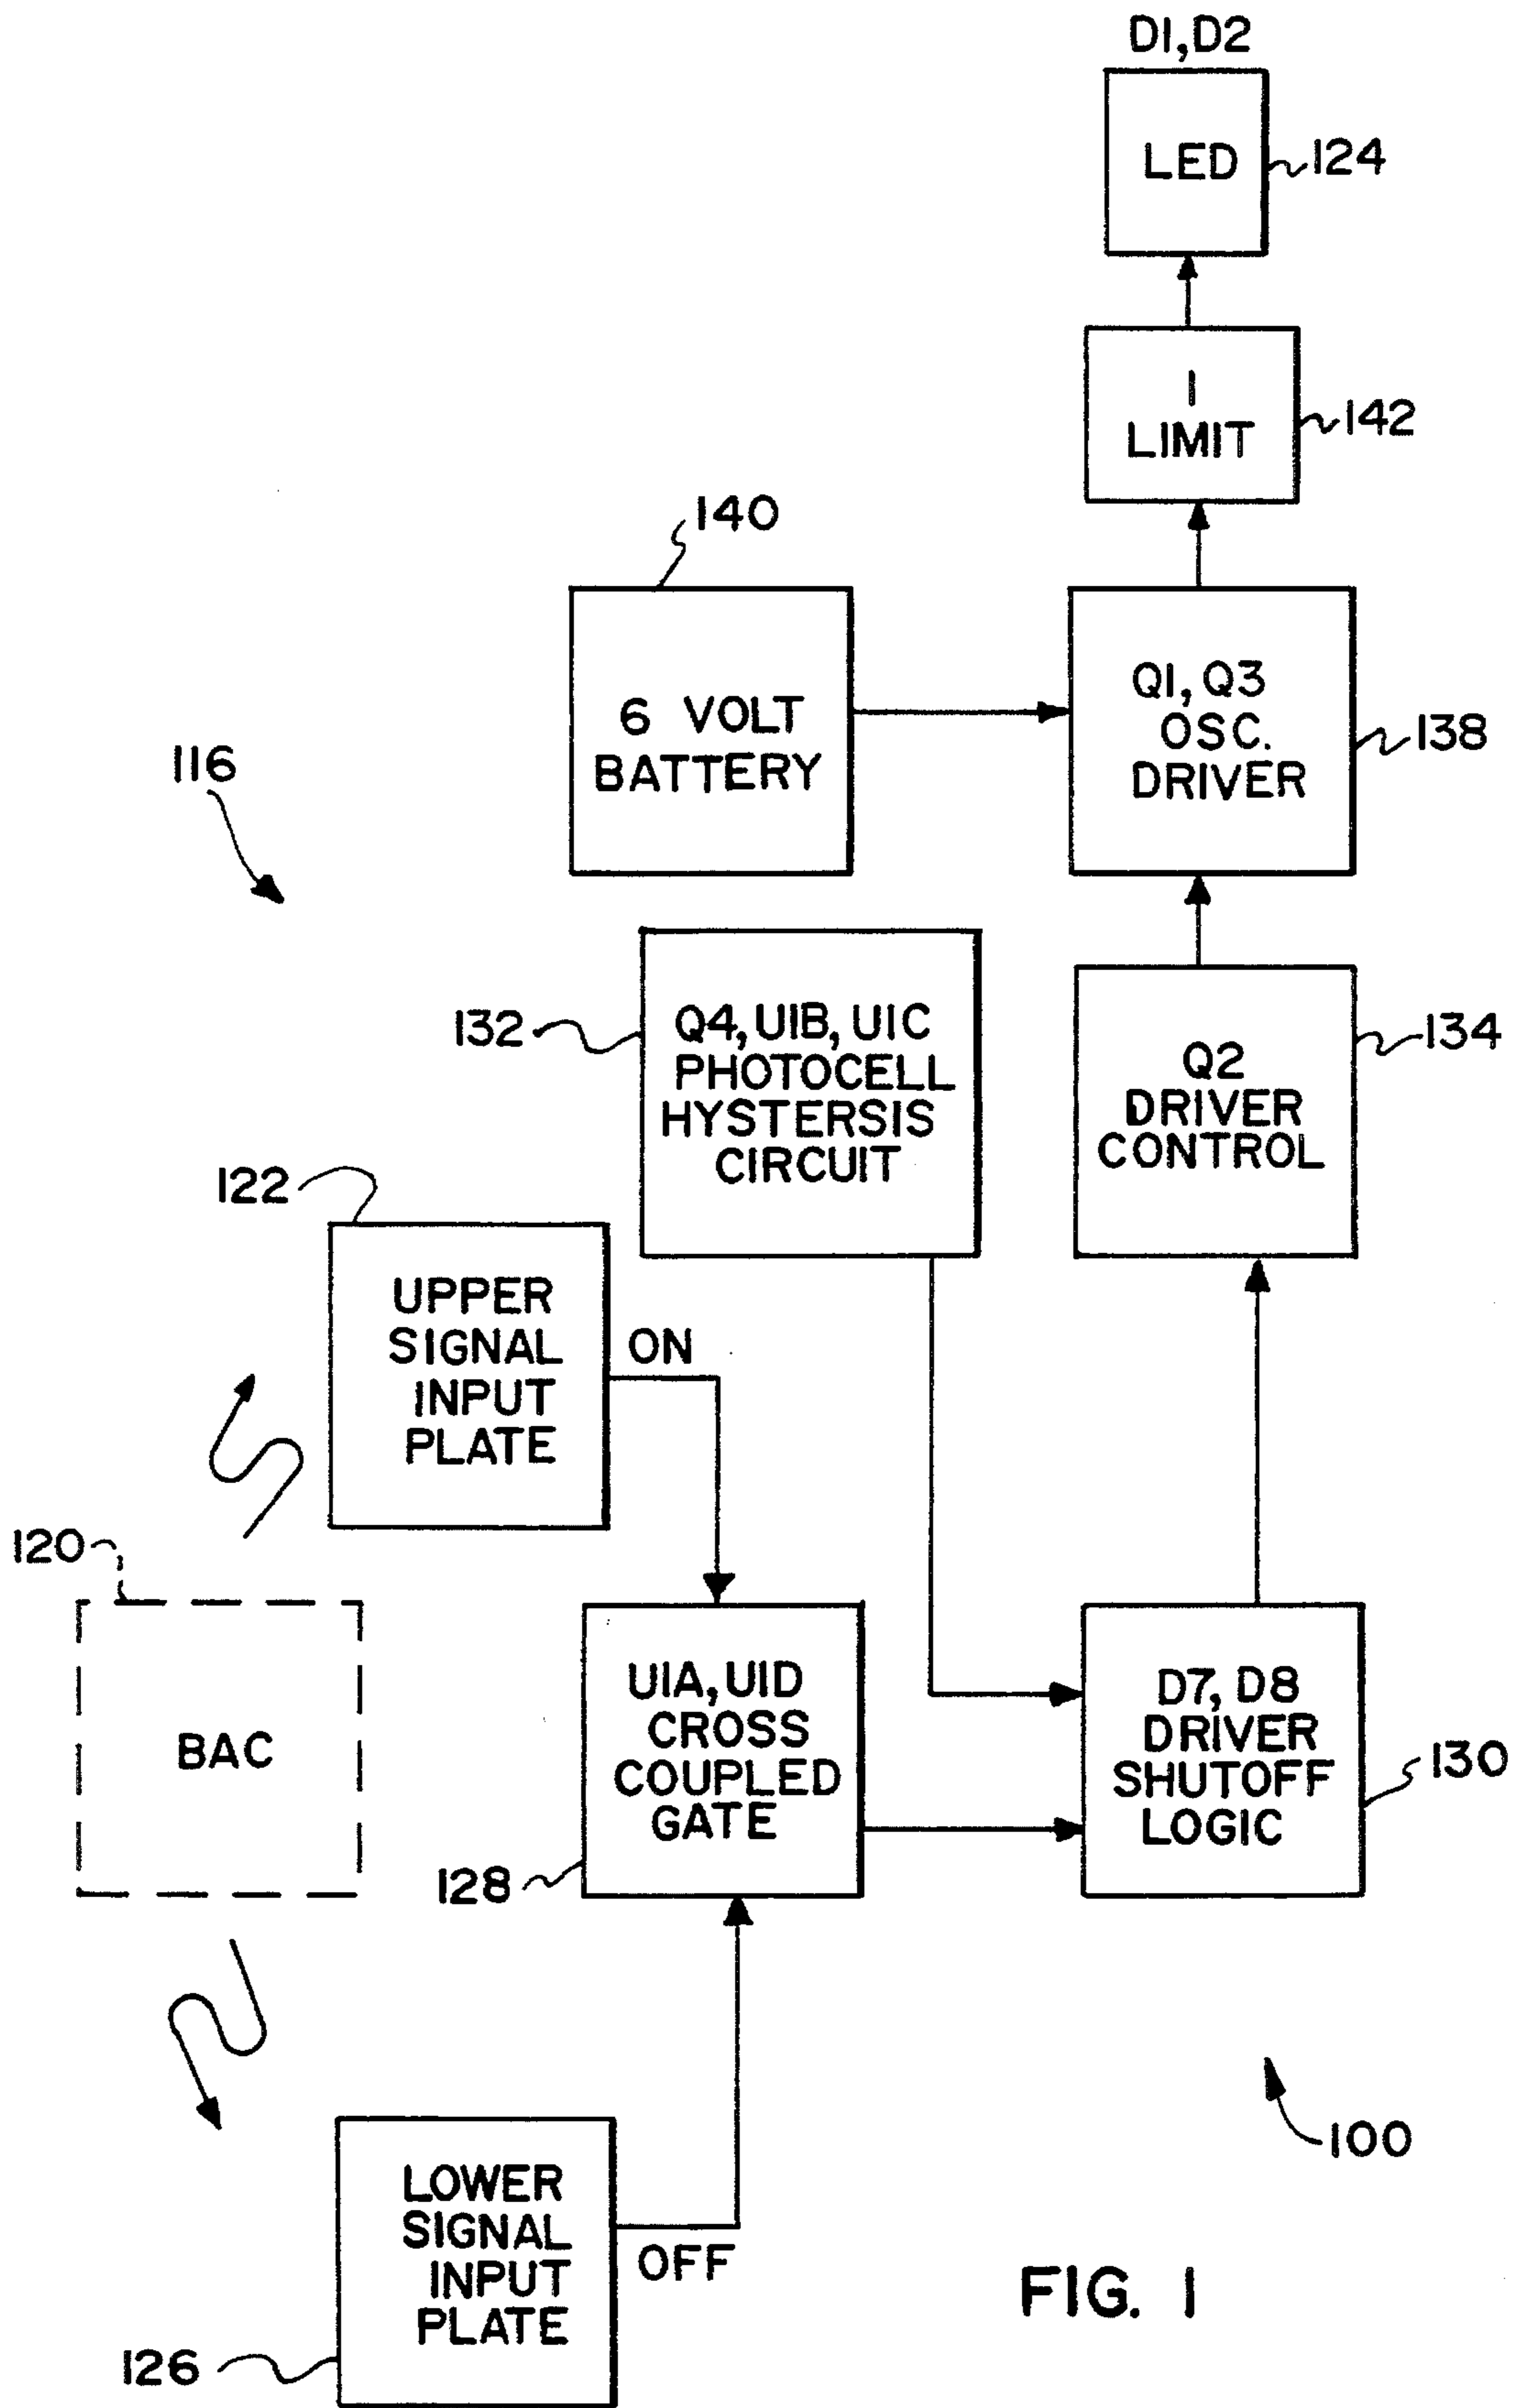 D1, D2
LED
124
I
LIMIT
142
140
6 VOLT
BATTERY
Q1, Q3
OSC.
DRIVER
138
116
132
Q4, U1B, U1C
PHOTOCELL
HYSTERSIS
CIRCUIT
Q2
DRIVER
CONTROL
134
122
UPPER
SIGNAL
INPUT
PLATE
ON
120
BAC
U1A, U1D
CROSS
COUPLED
GATE
128
D7, D8
DRIVER
SHUTOFF
LOGIC
130
100
LOWER
SIGNAL
INPUT
PLATE
OFF
126
FIG. 1